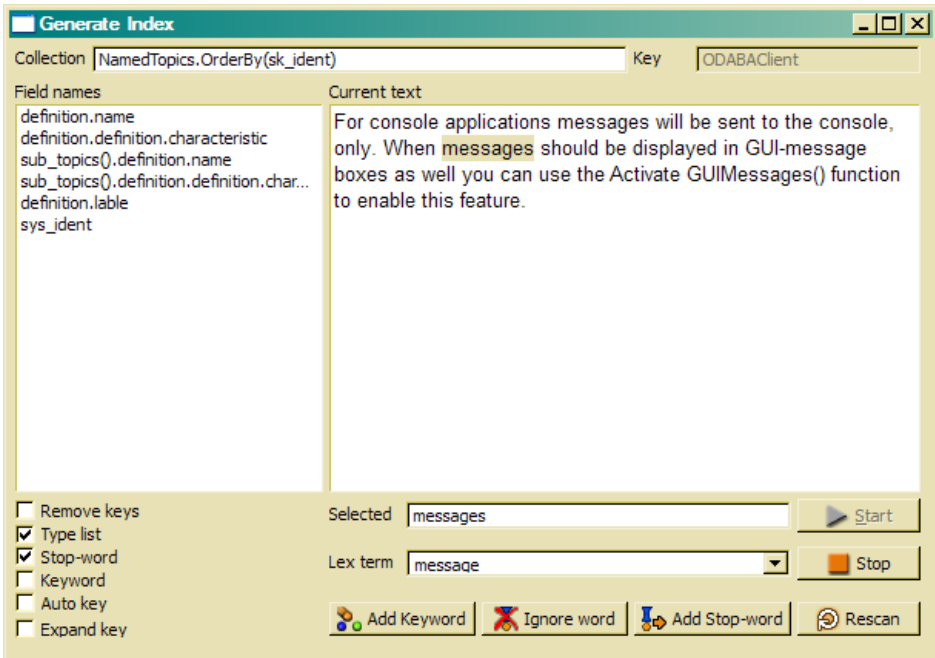 Generate Index
Collection NamedTopics.OrderBy(sk_ident) Key ODABAClient
Field names
definition.name
definition.definition.characteristic
sub_topics().definition.name
sub_topics().definition.definition.char...
definition.lable
sys_ident
Current text
For console applications messages will be sent to the console,
only. When messages should be displayed in GUI-message
boxes as well you can use the Activate GUIMessages() function
to enable this feature.
Remove keys
Type list
Stop-word
Keyword
Auto key
Expand key
Selected messages Start
Lex term message Stop
Add Keyword Ignore word Add Stop-word Rescan